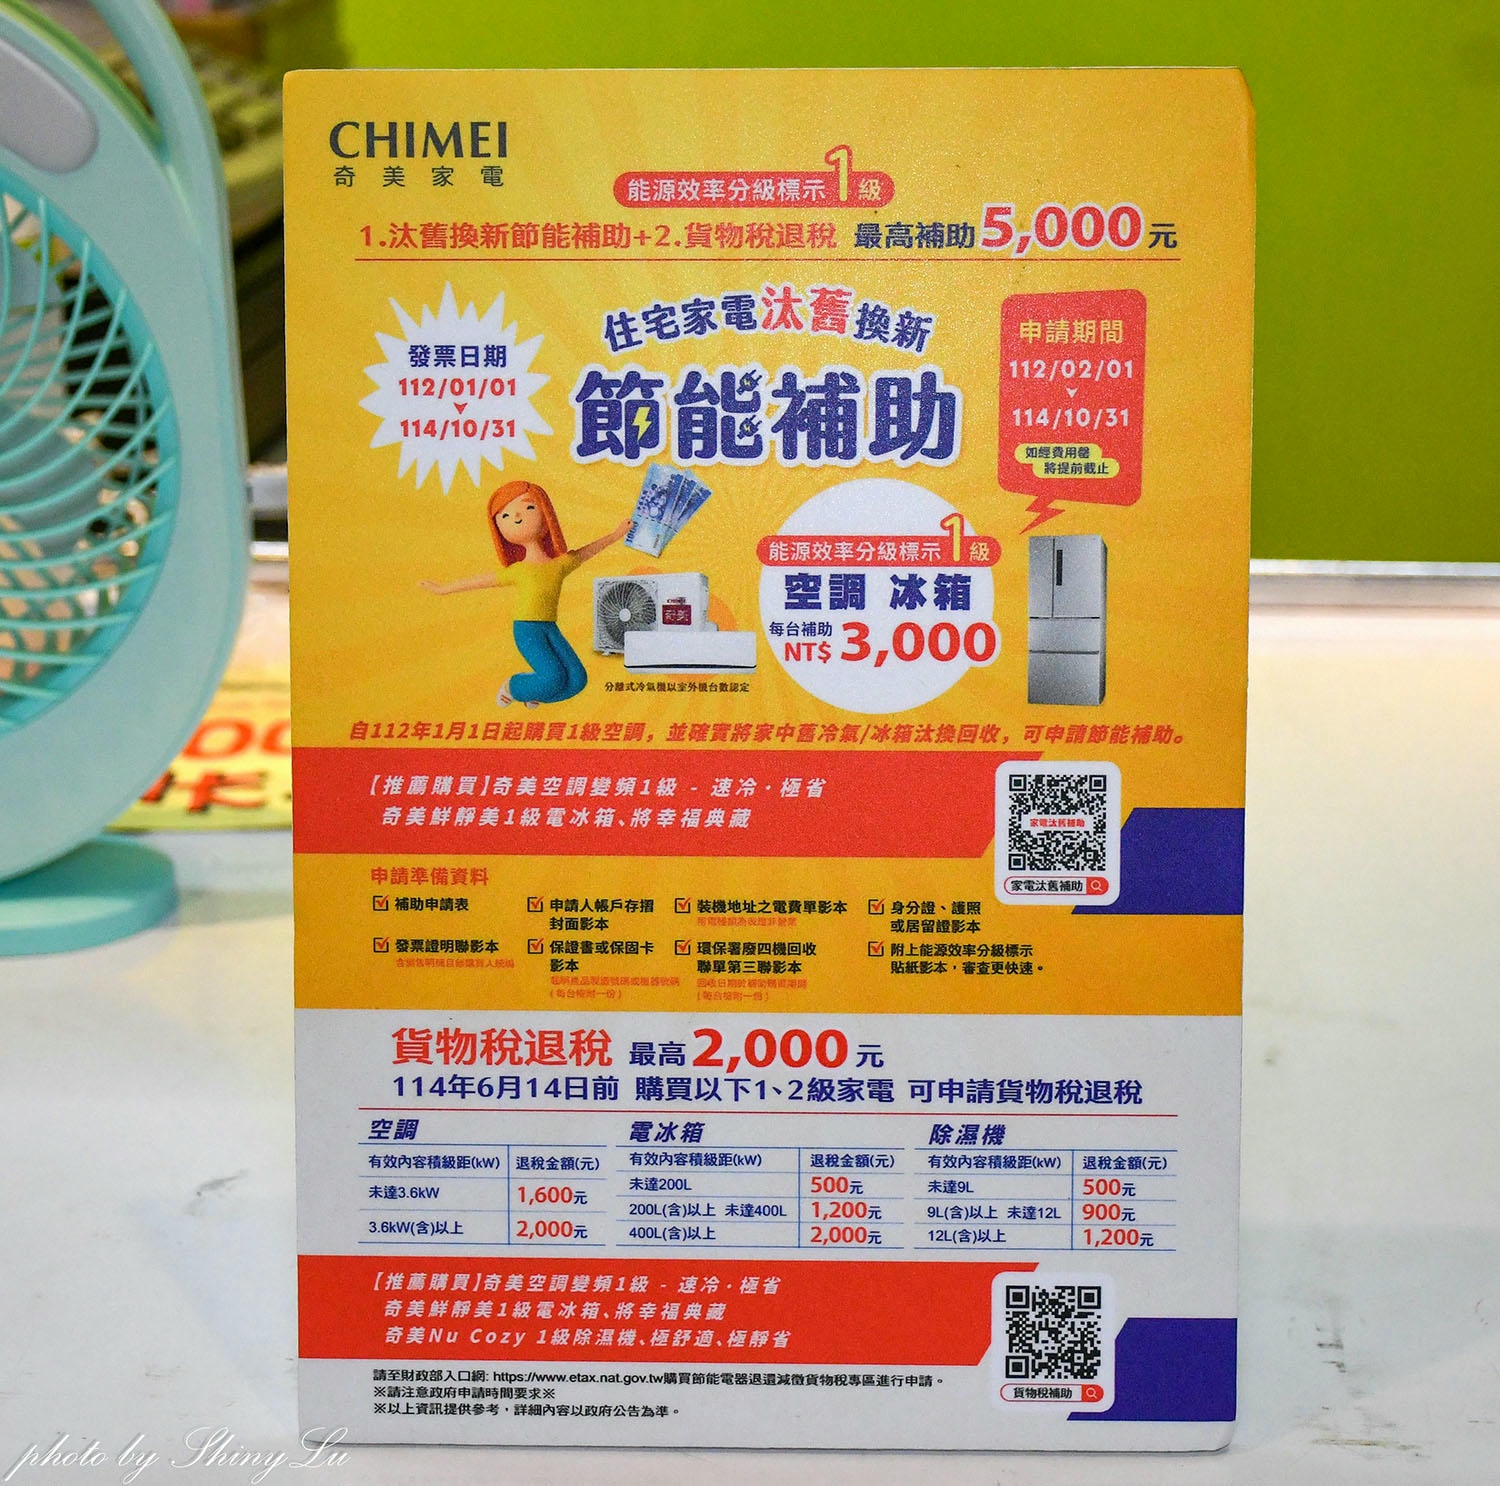 CHIMEI
奇美家電
能源效率分級標示1級
1.汰舊換新節能補助+2.貨物稅退稅 最高補助5,000元
發票日期
112/01/01
114/10/31
住宅家電汰舊換新
節能補助
申請期間
112/02/01
114/10/31
如經費用罄
將提前截止
能源效率分級標示1級
空調 冰箱
每台補助
NT$ 3,000
分離式冷氣機以室外機台數認定
自112年1月1日起購買1級空調，並確實將家中舊冷氣/冰箱汰換回收，可申請節能補助。
【推薦購買】奇美空調變頻1級 - 速冷·極省
奇美鮮靜美1級電冰箱、將幸福典藏
家電汰舊補助
家電汰舊補助
申請準備資料
補助申請表
申請人帳戶存摺
封面影本
裝機地址之電費單影本
用電種類為表燈非營業
身分證、護照
或居留證影本
發票證明聯影本
保證書或保固卡
影本
(每台檢附一份)
環保署廢四機回收
聯單第三聯影本
(每台檢附一份)
附上能源效率分級標示
貼紙影本，審查更快速。
貨物稅退稅 最高2,000元
114年6月14日前 購買以下1、2級家電 可申請貨物稅退稅
空調
有效內容積級距(kW) 退稅金額(元)
未達3.6kW 1,600元
3.6kW(含)以上 2,000元
電冰箱
有效內容積級距(kW) 退稅金額(元)
未達200L 500元
200L(含)以上 未達400L 1,200元
400L(含)以上 2,000元
除濕機
有效內容積級距(kW) 退稅金額(元)
未達9L 500元
9L(含)以上 未達12L 900元
12L(含)以上 1,200元
【推薦購買】奇美空調變頻1級 - 速冷·極省
奇美鮮靜美1級電冰箱、將幸福典藏
奇美Nu Cozy 1級除濕機、極舒適、極靜省
貨物稅補助
請至財政部入口網: https://www.etax.nat.gov.tw購買節能電器退還減徵貨物稅專區進行申請。
※請注意政府申請時間要求※
※以上資訊提供參考，詳細內容以政府公告為準。
photo by Shiny Lu